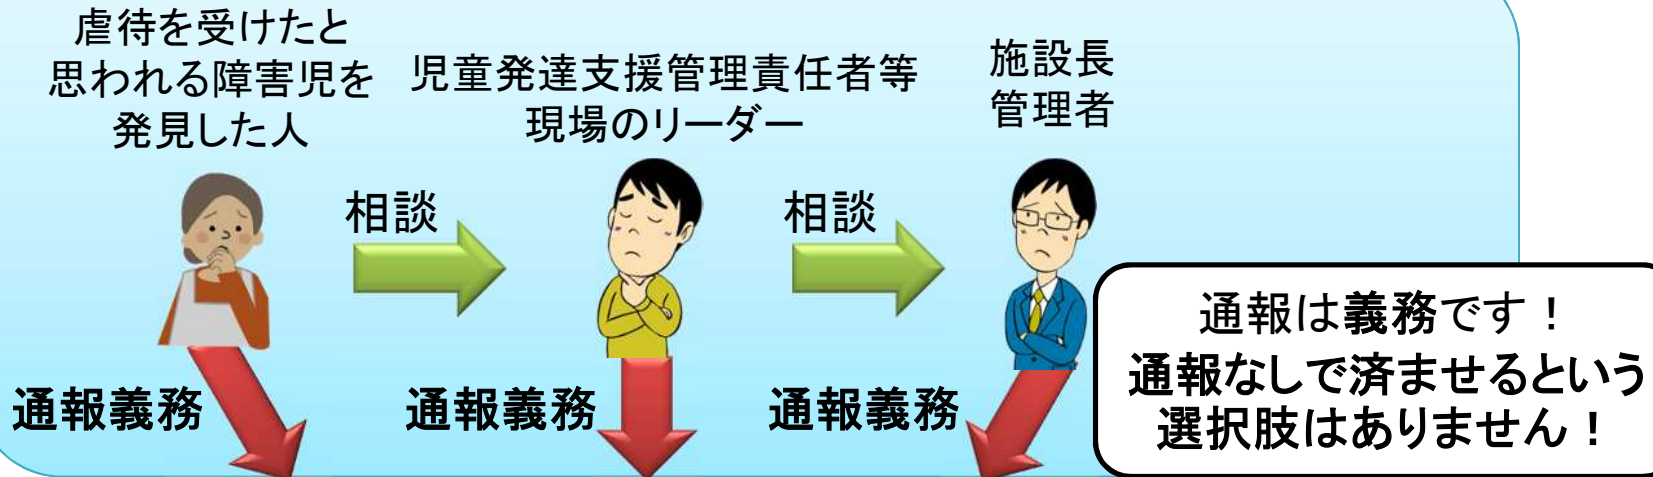 虐待を受けたと
思われる障害児を
発見した人
児童発達支援管理責任者等
現場のリーダー
施設長
管理者
相談
相談
通報義務
通報義務
通報義務
通報は義務です！
通報なしで済ませるという
選択肢はありません！